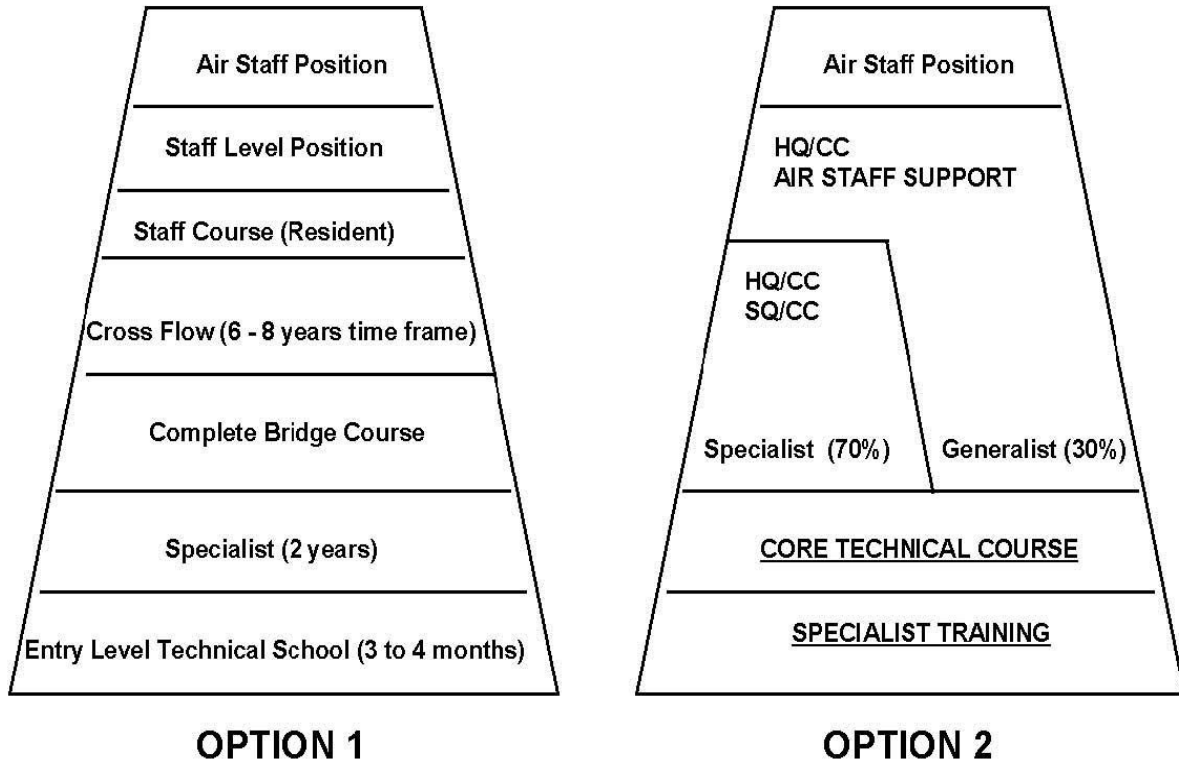 Air Staff Position
Staff Level Position
Staff Course (Resident)
Cross Flow (6 - 8 years time frame)
Complete Bridge Course
Specialist (2 years)
Entry Level Technical School (3 to 4 months)
OPTION 1
Air Staff Position
HQ/CC
AIR STAFF SUPPORT
HQ/CC
SQ/CC
Specialist (70%)
Generalist (30%)
CORE TECHNICAL COURSE
SPECIALIST TRAINING
OPTION 2